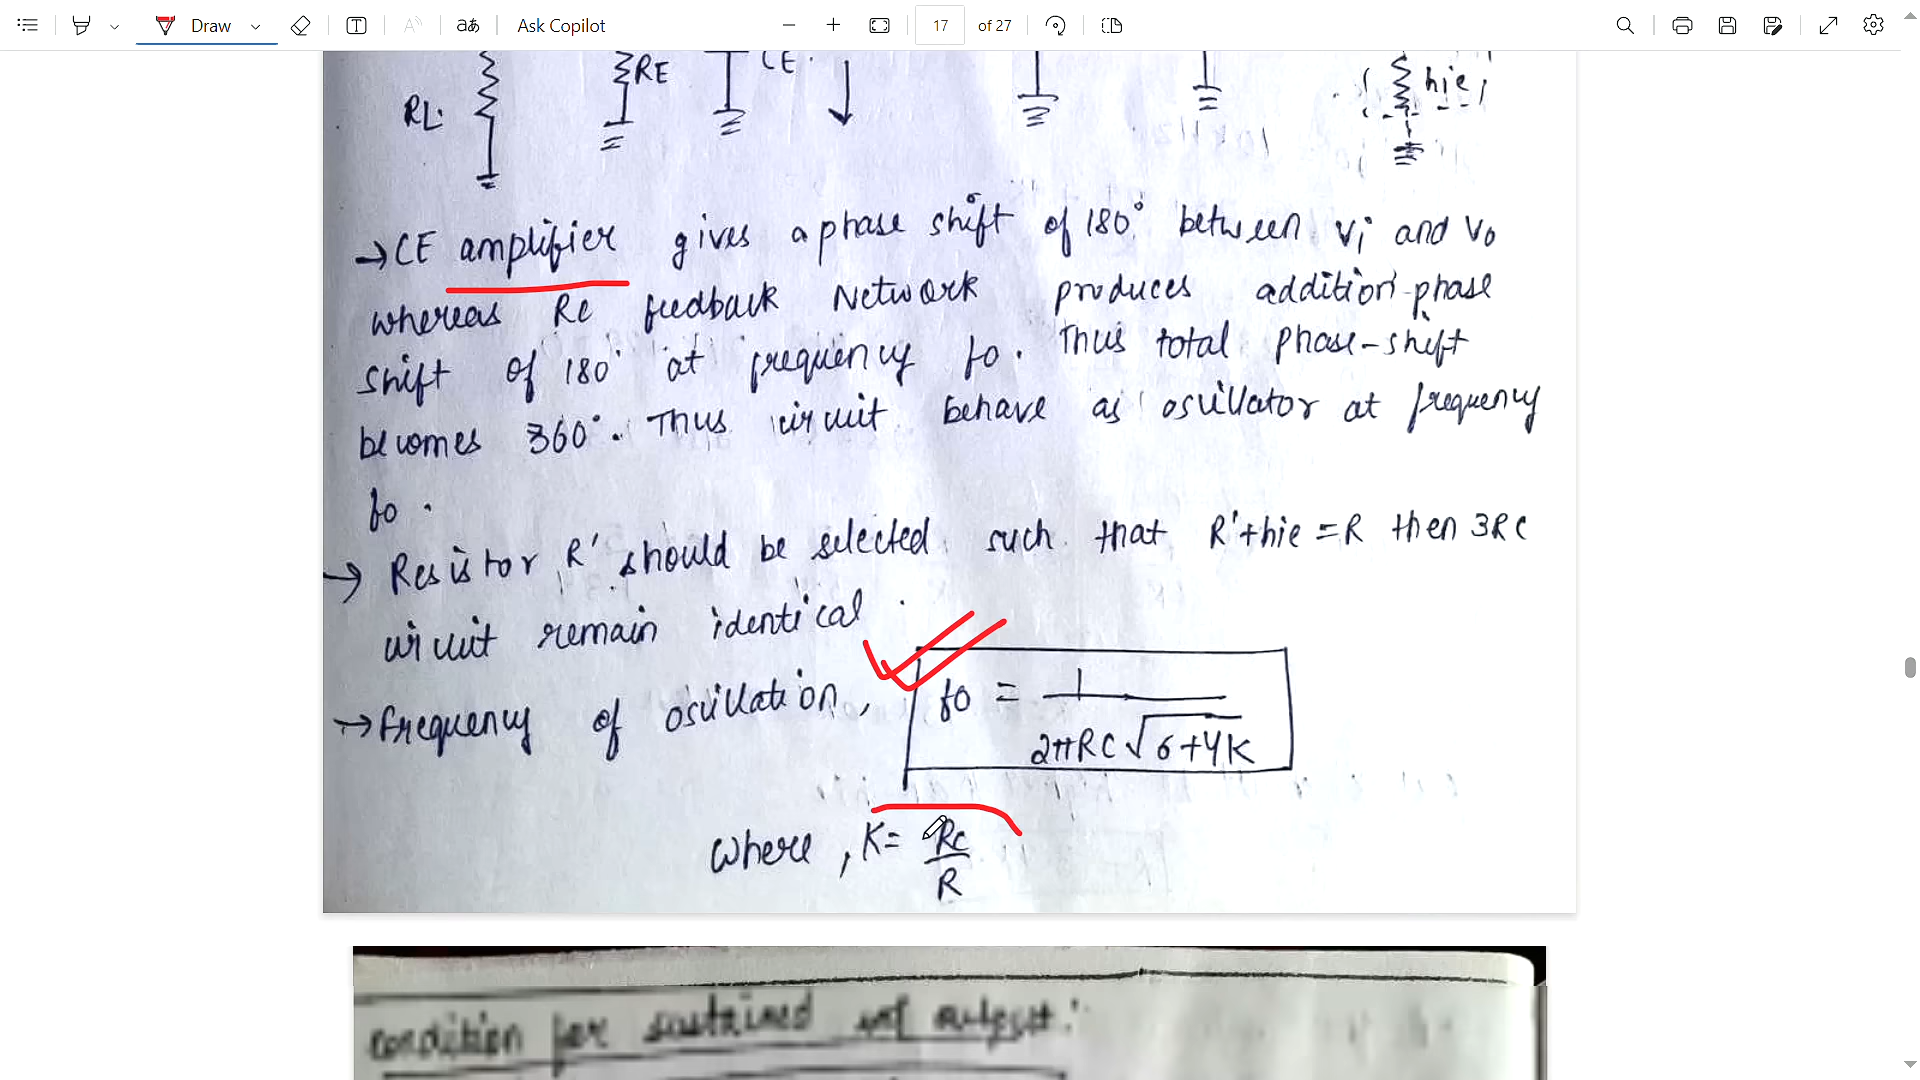 Draw
Ask Copilot
17 of 27
RL
RE
CE
hie
→ CE amplifier gives a phase shift of 180° between Vi and Vo
whereas Rc feedback Network produces addition phase
shift of 180° at frequency fo. Thus total Phase-shift
becomes 360°. Thus circuit behave as oscillator at frequency
fo.
→ Resistor R' should be selected such that R'+hie = R then 3RC
circuit remain identical.
→ frequency of oscillation, fo = 1 / 2πRC√6+4K
where, K = Rc / R
condition for sustained output: